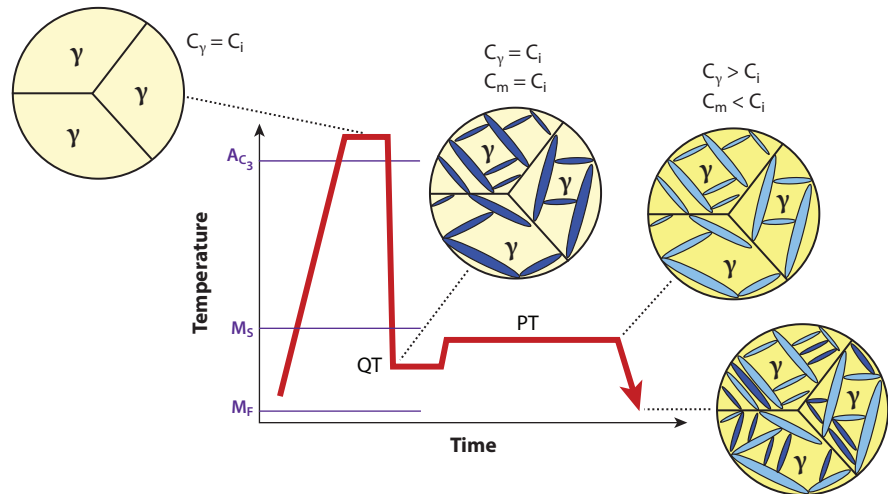 γ
γ
γ
Cγ = Ci
Cγ = Ci
Cm = Ci
γ
γ
γ
Cγ > Ci
Cm < Ci
γ
γ
γ
AC3
Temperature
MS
QT
PT
MF
Time
γ
γ
γ